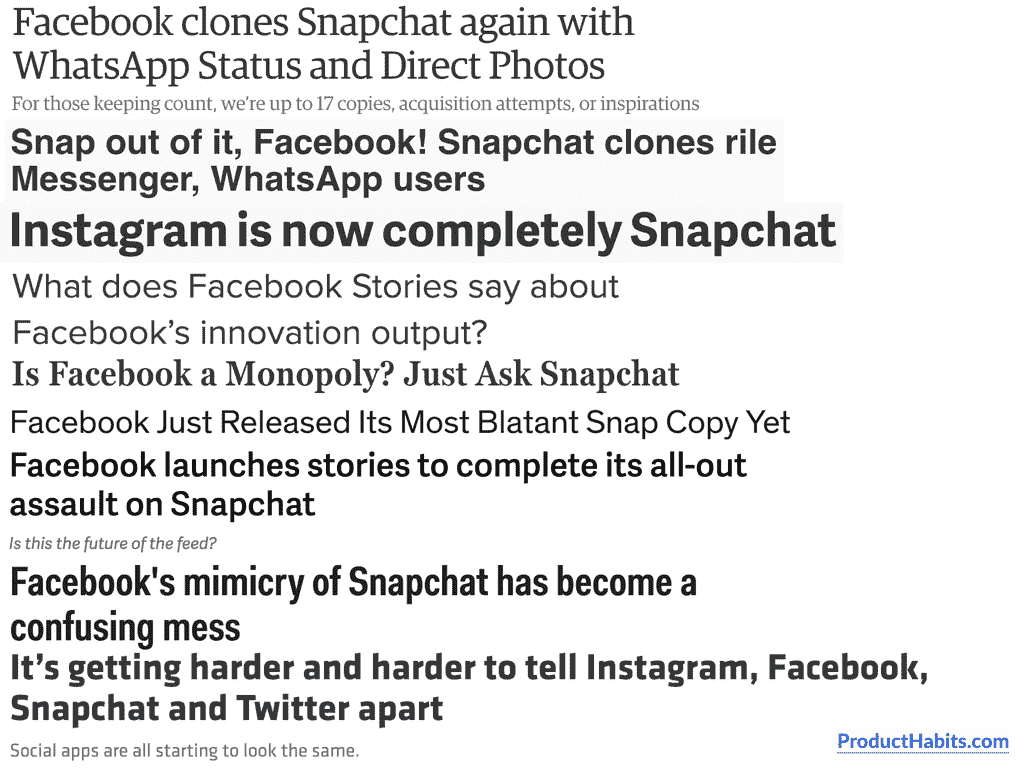 Facebook clones Snapchat again with
WhatsApp Status and Direct Photos
For those keeping count, we're up to 17 copies, acquisition attempts, or inspirations
Snap out of it, Facebook! Snapchat clones rile
Messenger, WhatsApp users
Instagram is now completely Snapchat
What does Facebook Stories say about
Facebook’s innovation output?
Is Facebook a Monopoly? Just Ask Snapchat
Facebook Just Released Its Most Blatant Snap Copy Yet
Facebook launches stories to complete its all-out
assault on Snapchat
Is this the future of the feed?
Facebook's mimicry of Snapchat has become a
confusing mess
It’s getting harder and harder to tell Instagram, Facebook,
Snapchat and Twitter apart
Social apps are all starting to look the same.
ProductHabits.com